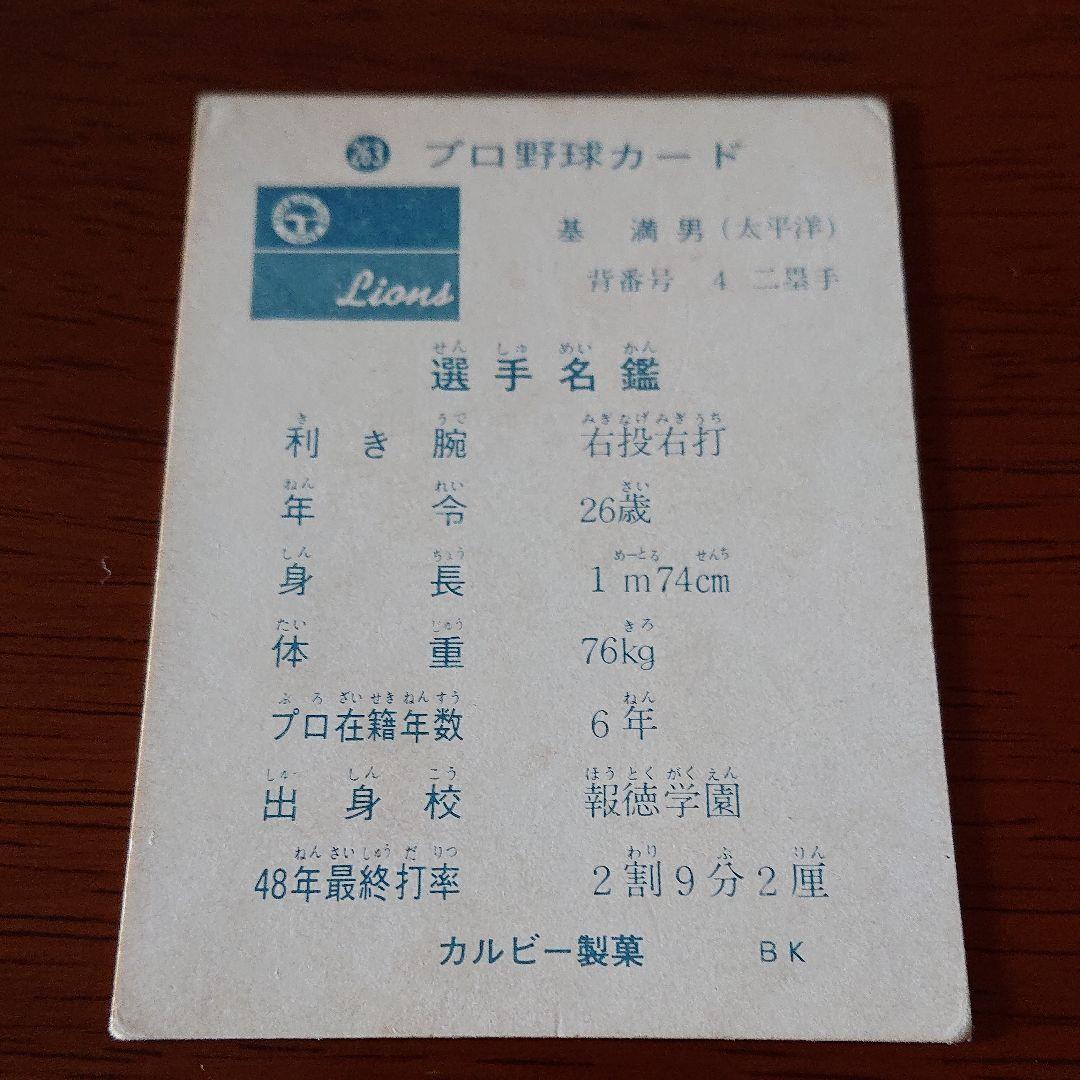 263 プロ野球カード
Lions
基 満男(太平洋)
背番号 4 二塁手
せんしゅめいかん
選手名鑑
き うで みぎなげみぎうち
利き腕 右投右打
ねん れい さい
年令 26歳
しん ちょう めーとる せんち
身長 1m74cm
たい じゅう きろ
体重 76kg
ぷろざいせきねんすう ねん
プロ在籍年数 6年
しゅっ しん こう ほうとくがくえん
出身校 報徳学園
ねんさいしゅうだりつ わり ぶ りん
48年最終打率 2割9分2厘
カルビー製菓 BK